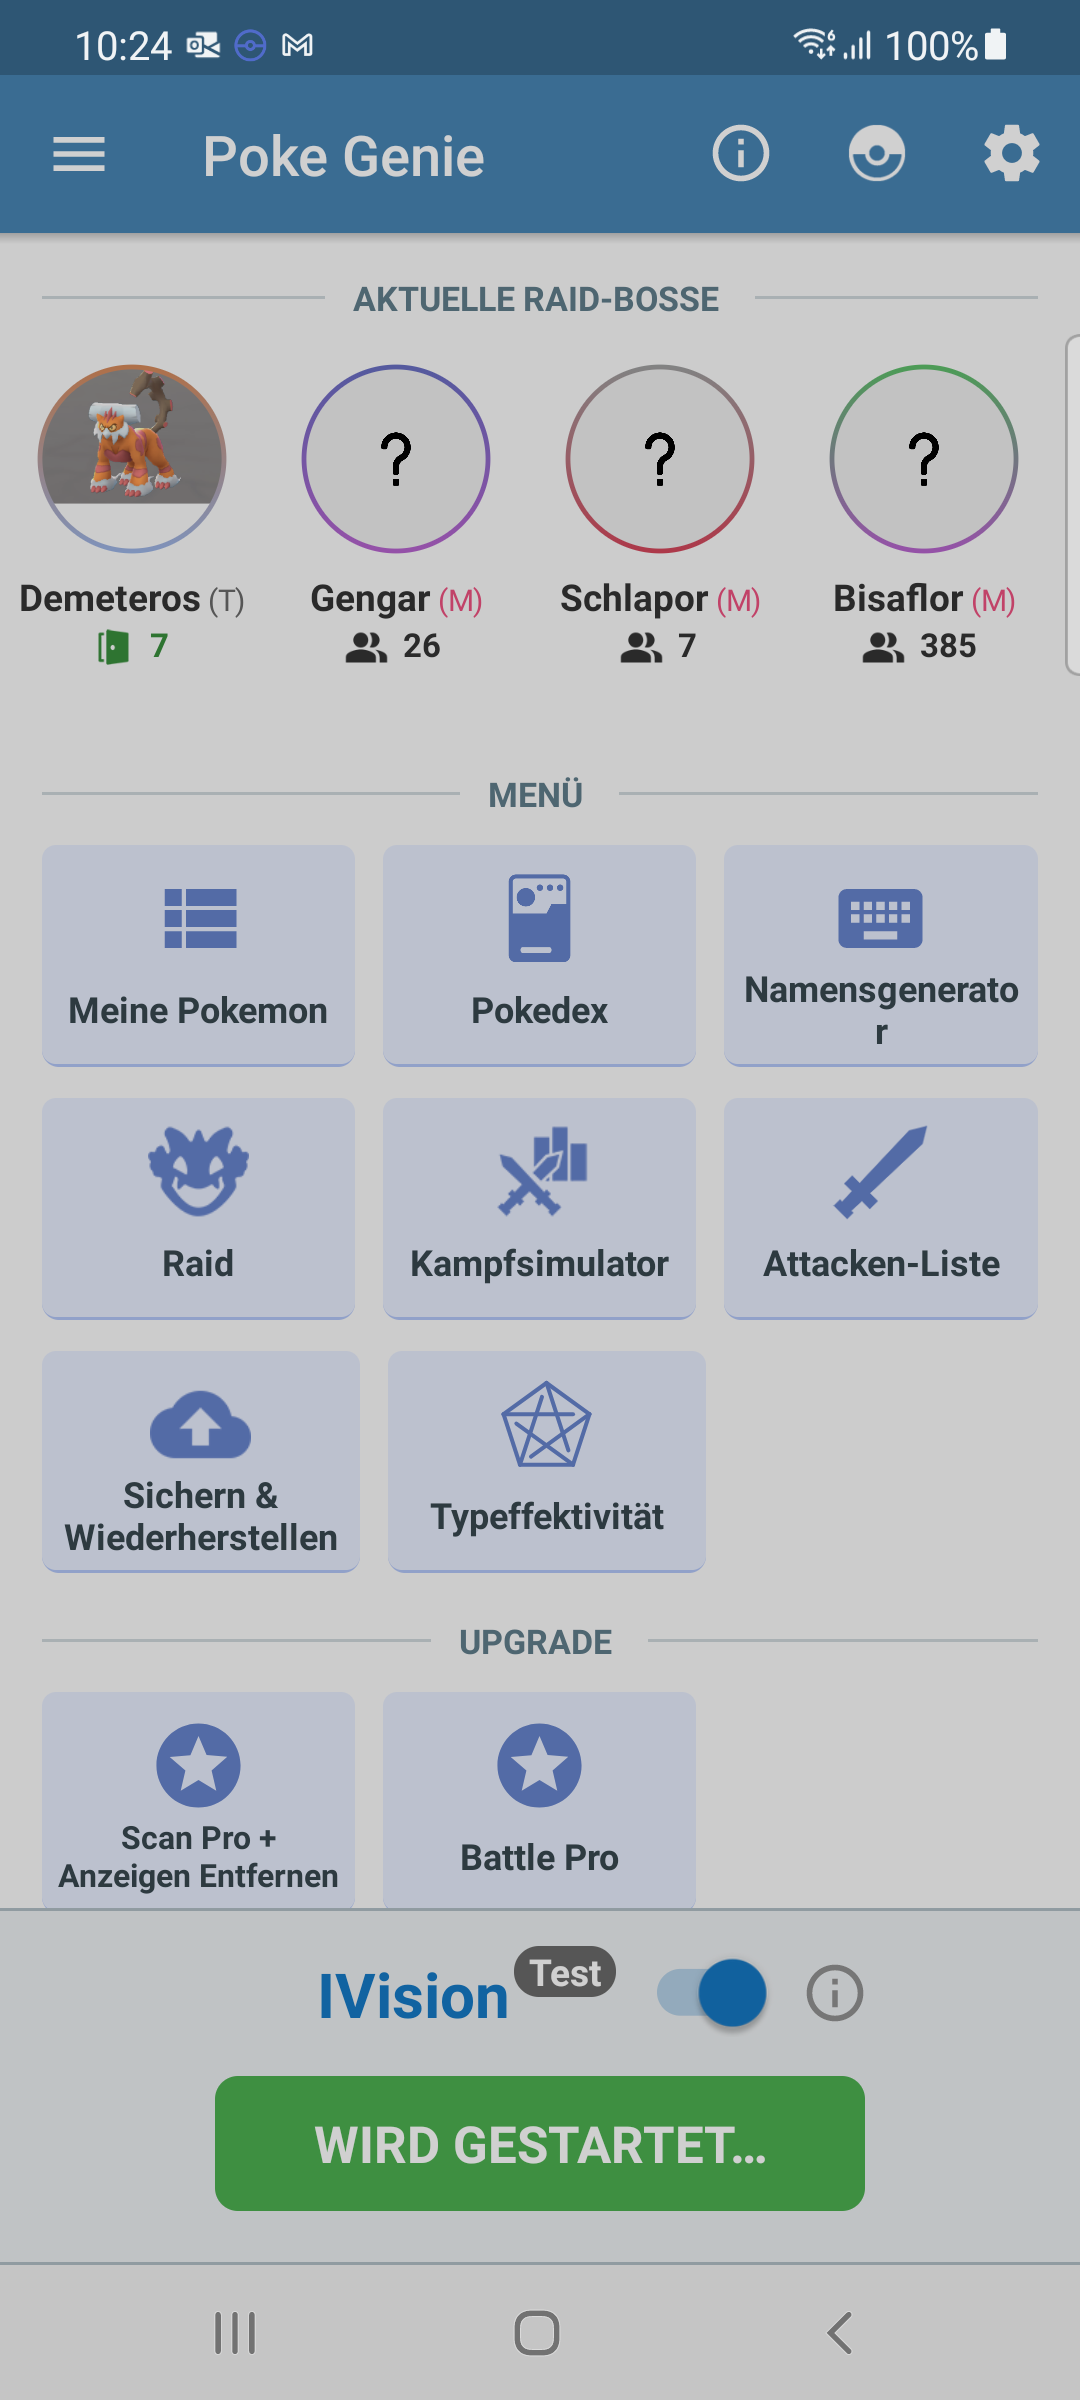 10:24
100%
Poke Genie
AKTUELLE RAID-BOSSE
? ? ?
Demeteros (T) Gengar (M) Schlapor (M) Bisaflor (M)
7 26 7 385
MENÜ
Meine Pokemon
Pokedex
Namensgenerato
r
Raid
Kampfsimulator
Attacken-Liste
Sichern &
Wiederherstellen
Typeffektivität
UPGRADE
Scan Pro +
Anzeigen Entfernen
Battle Pro
IVision Test
WIRD GESTARTET...